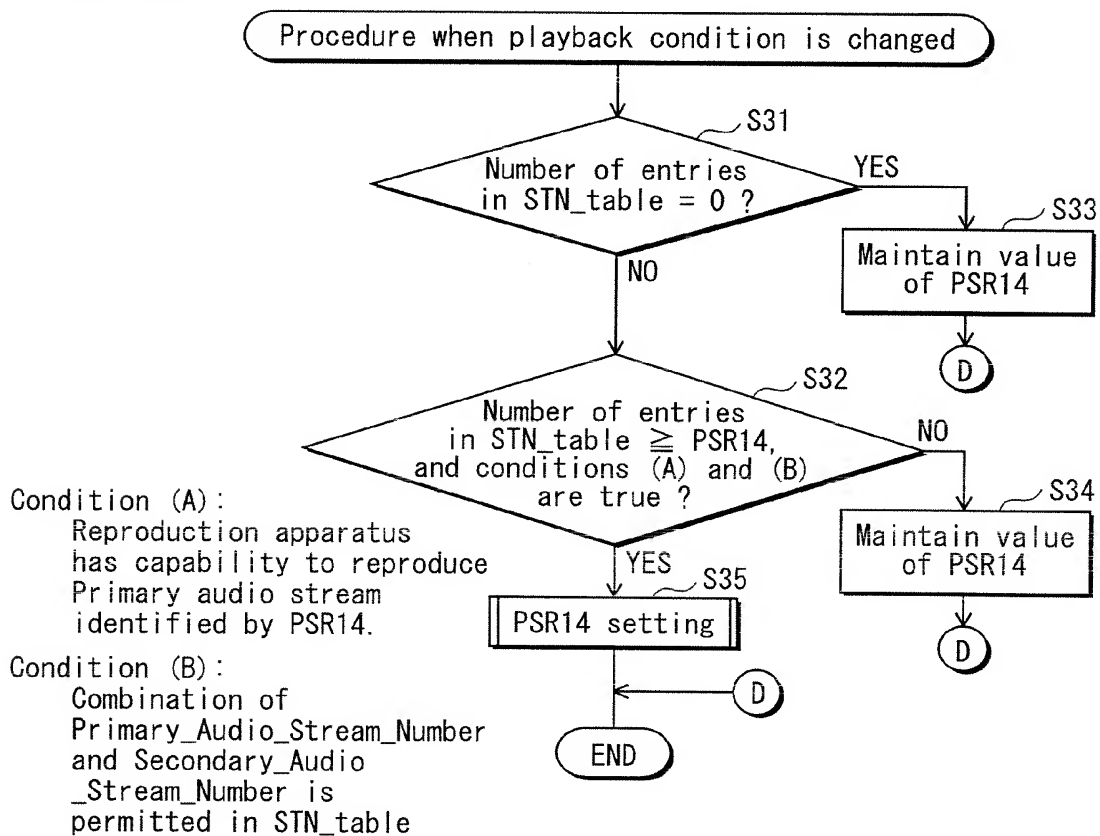 Procedure when playback condition is changed
S31
Number of entries
in STN_table = 0 ?
YES
S33
Maintain value
of PSR14
NO
D
S32
Number of entries
in STN_table ≧ PSR14,
and conditions (A) and (B)
are true ?
NO
S34
Maintain value
of PSR14
D
YES
S35
PSR14 setting
D
END
Condition (A):
Reproduction apparatus
has capability to reproduce
Primary audio stream
identified by PSR14.
Condition (B):
Combination of
Primary_Audio_Stream_Number
and Secondary_Audio
_Stream_Number is
permitted in STN_table